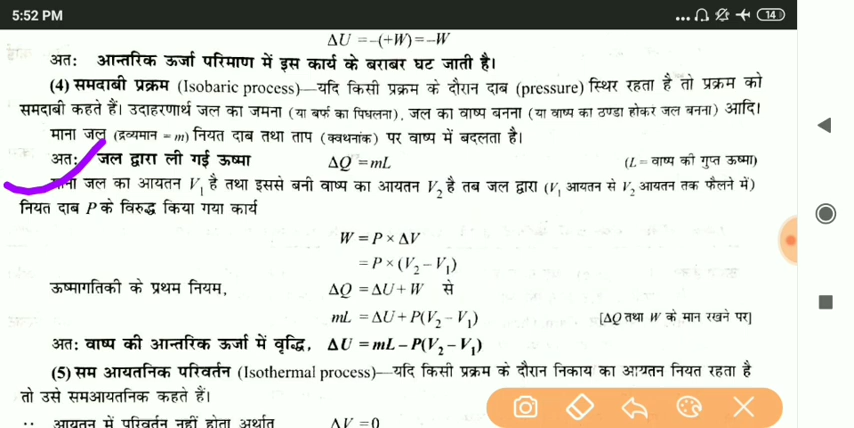 5:52 PM 14
ΔU = –(+W) = –W
अतः आन्तरिक ऊर्जा परिमाण में इस कार्य के बराबर घट जाती है।
(4) समदाबी प्रक्रम (Isobaric process)—यदि किसी प्रक्रम के दौरान दाब (pressure) स्थिर रहता है तो प्रक्रम को
समदाबी कहते हैं। उदाहरणार्थ जल का जमना (या बर्फ का पिघलना), जल का वाष्प बनना (या वाष्प का ठण्डा होकर जल बनना) आदि।
माना जल (द्रव्यमान = m) नियत दाब तथा ताप (क्वथनांक) पर वाष्प में बदलता है।
अतः जल द्वारा ली गई ऊष्मा ΔQ = mL (L = वाष्प की गुप्त ऊष्मा)
माना जल का आयतन V₁ है तथा इससे बनी वाष्प का आयतन V₂ है तब जल द्वारा (V₁ आयतन से V₂ आयतन तक फैलने में)
नियत दाब P के विरुद्ध किया गया कार्य
W = P × ΔV
= P × (V₂ – V₁)
ऊष्मागतिकी के प्रथम नियम, ΔQ = ΔU + W से
mL = ΔU + P(V₂ – V₁) [ΔQ तथा W के मान रखने पर]
अतः वाष्प की आन्तरिक ऊर्जा में वृद्धि, ΔU = mL – P(V₂ – V₁)
(5) सम आयतनिक परिवर्तन (Isothermal process)—यदि किसी प्रक्रम के दौरान निकाय का आयतन नियत रहता है
तो उसे समआयतनिक कहते हैं।
∵ आयतन में परिवर्तन नहीं होता अर्थात् ΔV = 0